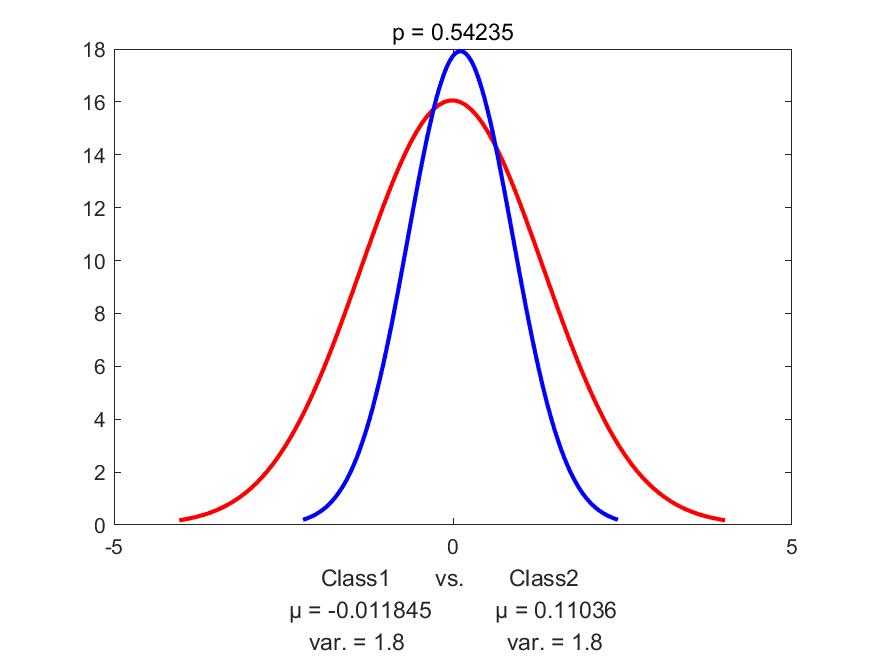 p = 0.54235
18
16
14
12
10
8
6
4
2
0
-5 0 5
Class1 vs. Class2
μ = -0.011845 μ = 0.11036
var. = 1.8 var. = 1.8